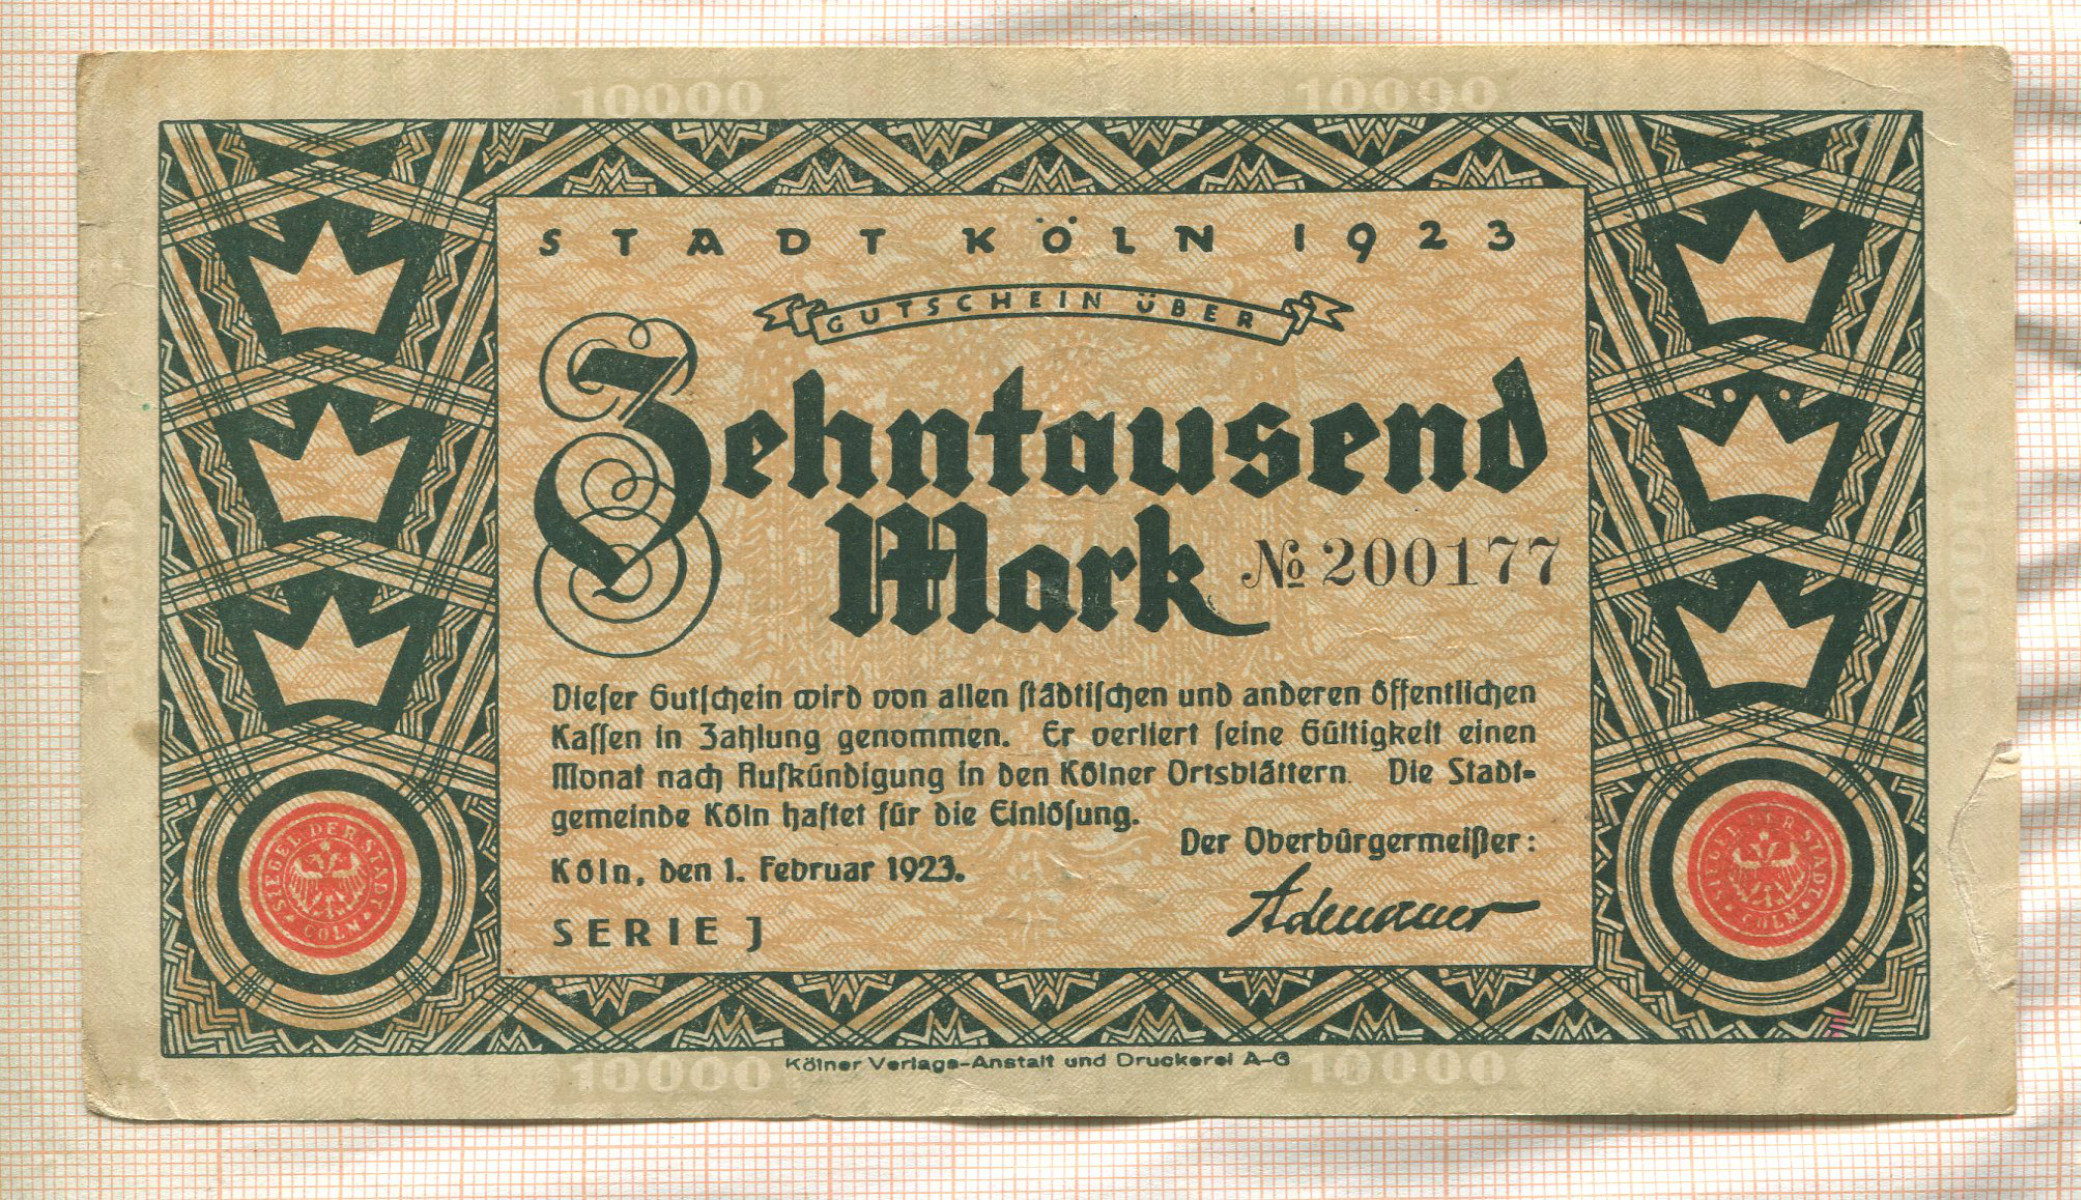 10000 10000
STADT KÖLN 1923
GUTSCHEIN ÜBER
Zehntausend
Mark № 200177
Dieser Gutschein wird von allen städtischen und anderen öffentlichen
Kassen in Zahlung genommen. Er verliert seine Gültigkeit einen
Monat nach Aufkündigung in den Kölner Ortsblättern. Die Stadt-
gemeinde Köln haftet für die Einlösung.
Der Oberbürgermeister:
Köln, den 1. Februar 1923.
Adenauer
SERIE J
SIEGEL DER STADT CÖLN
SIEGEL DER STADT CÖLN
10000
10000
10000 Kölner Verlags-Anstalt und Druckerei A-G 10000